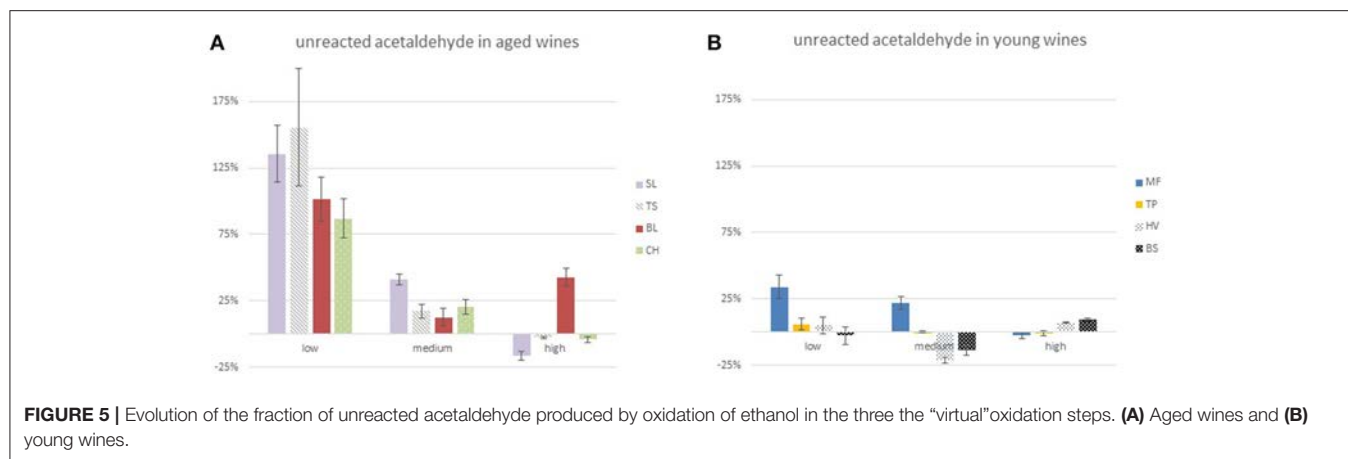 A
unreacted acetaldehyde in aged wines
175%
125%
75%
25%
-25%
low
medium
high
SL
TS
BL
CH
B
unreacted acetaldehyde in young wines
175%
125%
75%
25%
-25%
low
medium
high
MF
TP
HV
BS
FIGURE 5 | Evolution of the fraction of unreacted acetaldehyde produced by oxidation of ethanol in the three the “virtual”oxidation steps. (A) Aged wines and (B)
young wines.